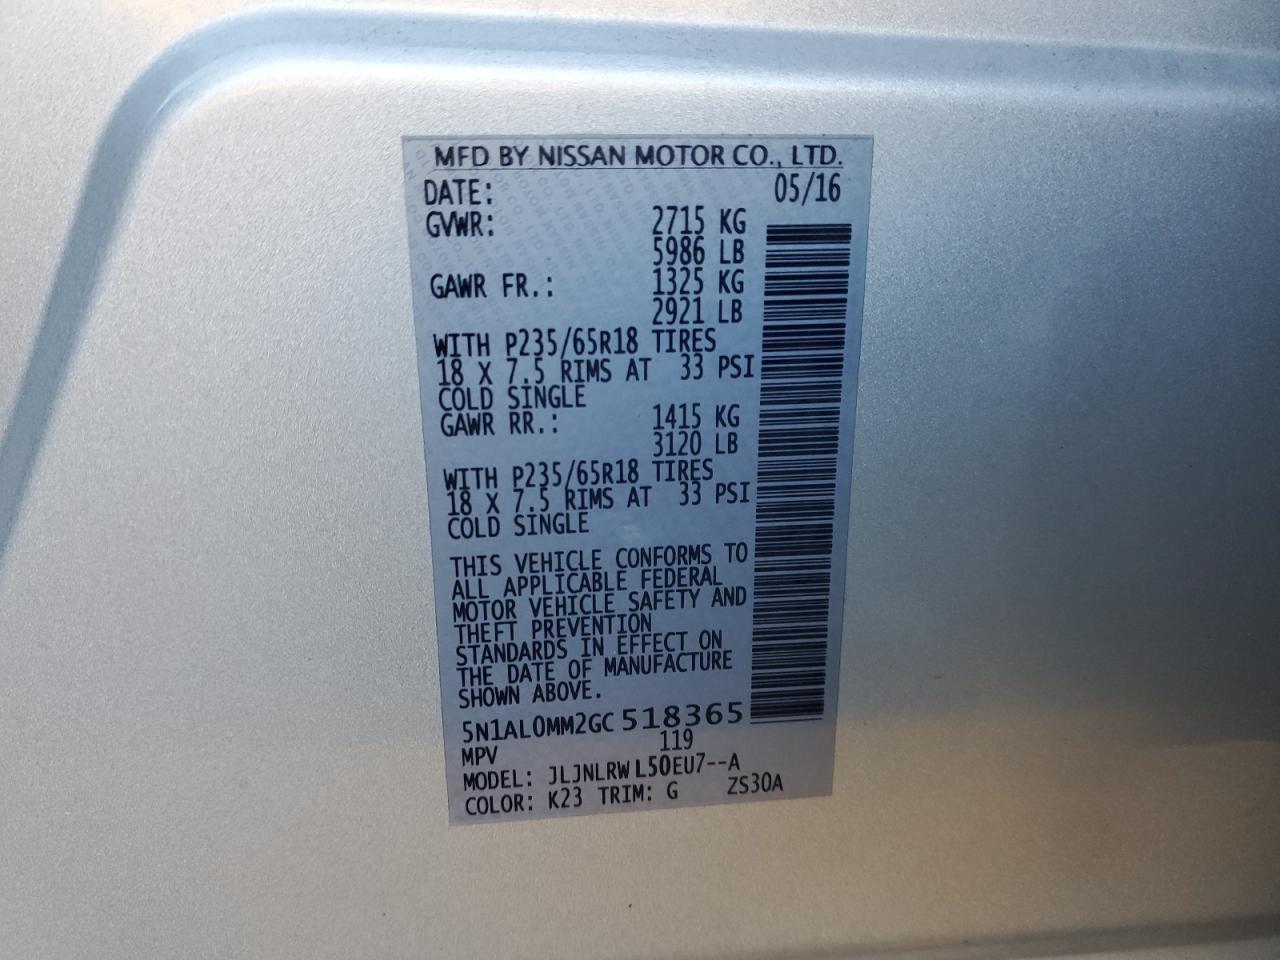 MFD BY NISSAN MOTOR CO., LTD.
DATE: 05/16
GVWR: 2715 KG
5986 LB
GAWR FR.: 1325 KG
2921 LB
WITH P235/65R18 TIRES
18 X 7.5 RIMS AT 33 PSI
COLD SINGLE
GAWR RR.: 1415 KG
3120 LB
WITH P235/65R18 TIRES
18 X 7.5 RIMS AT 33 PSI
COLD SINGLE
THIS VEHICLE CONFORMS TO
ALL APPLICABLE FEDERAL
MOTOR VEHICLE SAFETY AND
THEFT PREVENTION
STANDARDS IN EFFECT ON
THE DATE OF MANUFACTURE
SHOWN ABOVE.
5N1AL0MM2GC518365
MPV 119
MODEL: JLJNLRWL50EU7--A
COLOR: K23 TRIM: G ZS30A